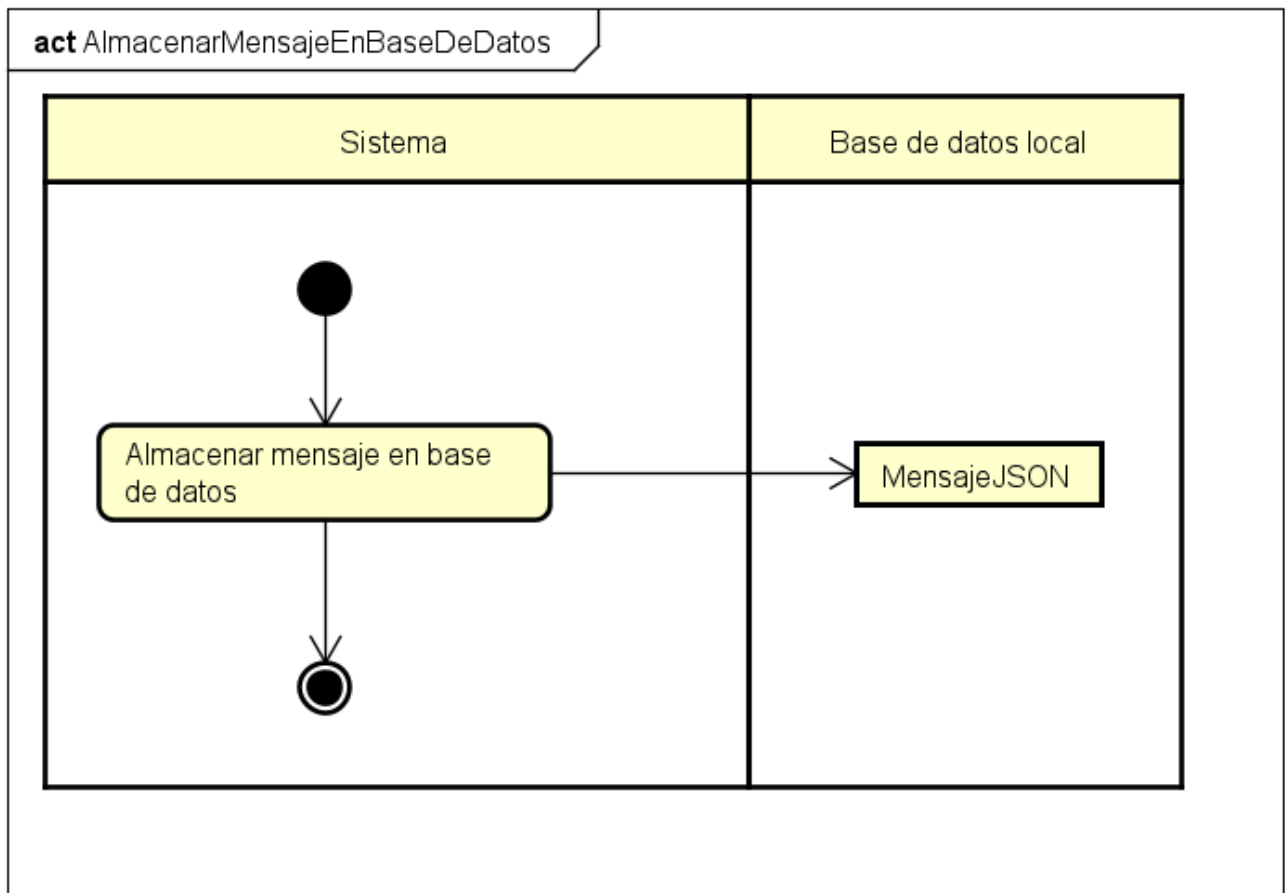 act AlmacenarMensajeEnBaseDeDatos
Sistema
Base de datos local
Almacenar mensaje en base
de datos
MensajeJSON